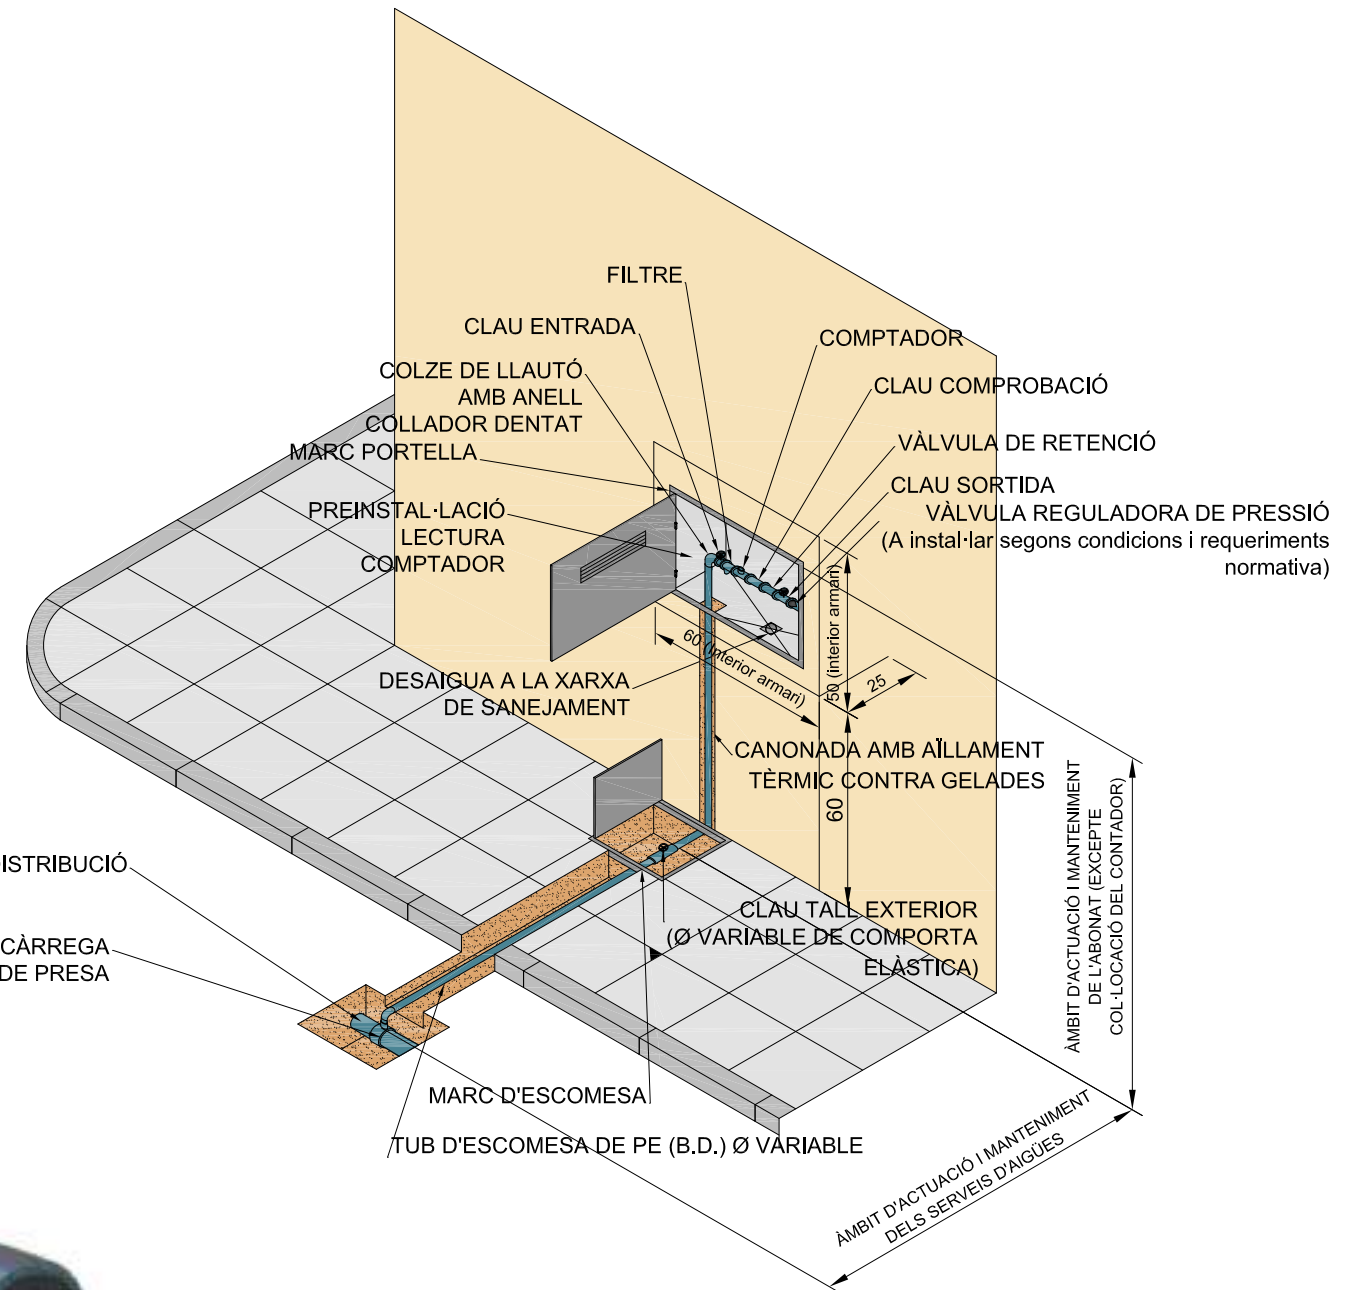 FILTRE
CLAU ENTRADA
COMPTADOR
COLZE DE LLAUTÓ
AMB ANELL
COLLADOR DENTAT
CLAU COMPROBACIÓ
MARC PORTELLA
VÀLVULA DE RETENCIÓ
CLAU SORTIDA
PREINSTAL·LACIÓ
LECTURA
COMPTADOR
VÀLVULA REGULADORA DE PRESSIÓ
(A instal·lar segons condicions i requeriments
normativa)
60 (interior armari)
50 (interior armari)
25
DESAIGUA A LA XARXA
DE SANEJAMENT
CANONADA AMB AÏLLAMENT
TÈRMIC CONTRA GELADES
60
ÀMBIT D'ACTUACIÓ I MANTENIMENT
DE L'ABONAT (EXCEPTE
COL·LOCACIÓ DEL CONTADOR)
DISTRIBUCIÓ
CLAU TALL EXTERIOR
(Ø VARIABLE DE COMPORTA
ELÀSTICA)
CÀRREGA
DE PRESA
MARC D'ESCOMESA
TUB D'ESCOMESA DE PE (B.D.) Ø VARIABLE
ÀMBIT D'ACTUACIÓ I MANTENIMENT
DELS SERVEIS D'AIGÜES